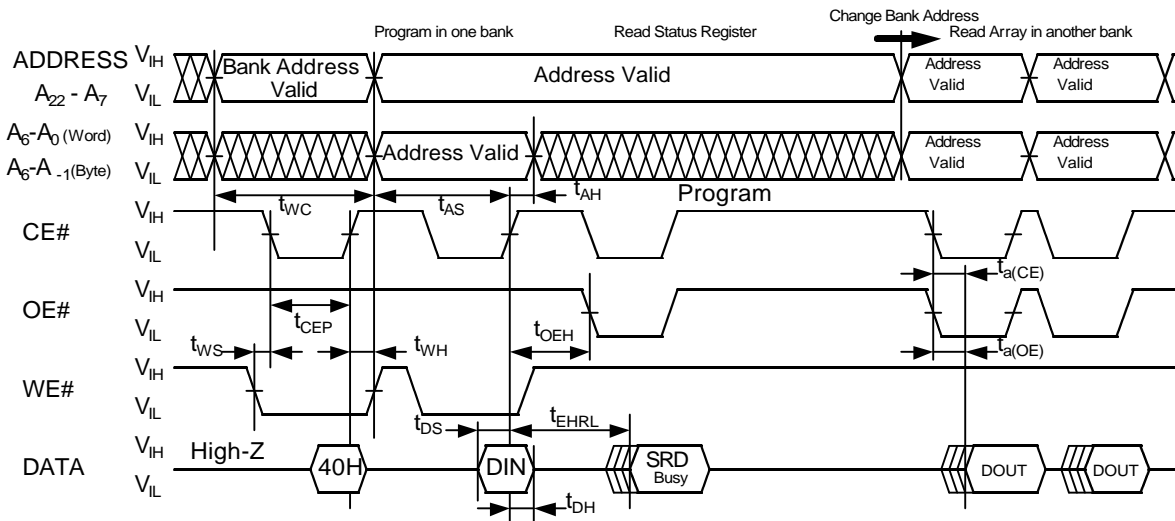 Change Bank Address
Program in one bank Read Status Register Read Array in another bank
ADDRESS VIH Bank Address Valid Address Valid Address Valid Address Valid
A22 - A7 VIL
A6-A0 (Word) VIH Address Valid Address Valid Address Valid
A6-A -1(Byte) VIL
tWC tAS tAH Program
CE# VIH
VIL
ta(CE)
OE# VIH
VIL
tCEP tOEH
tWS tWH ta(OE)
WE# VIH
VIL
tDS tEHRL
DATA VIH High-Z 40H DIN SRD Busy DOUT DOUT
VIL
tDH